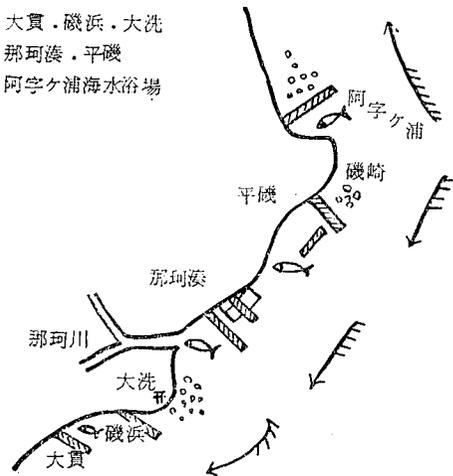 大貫．磯浜．大洗
那珂湊．平磯
阿字ケ浦海水浴場
阿字ヶ浦
磯崎
平磯
那珂湊
那珂川
大洗
磯浜
大貫